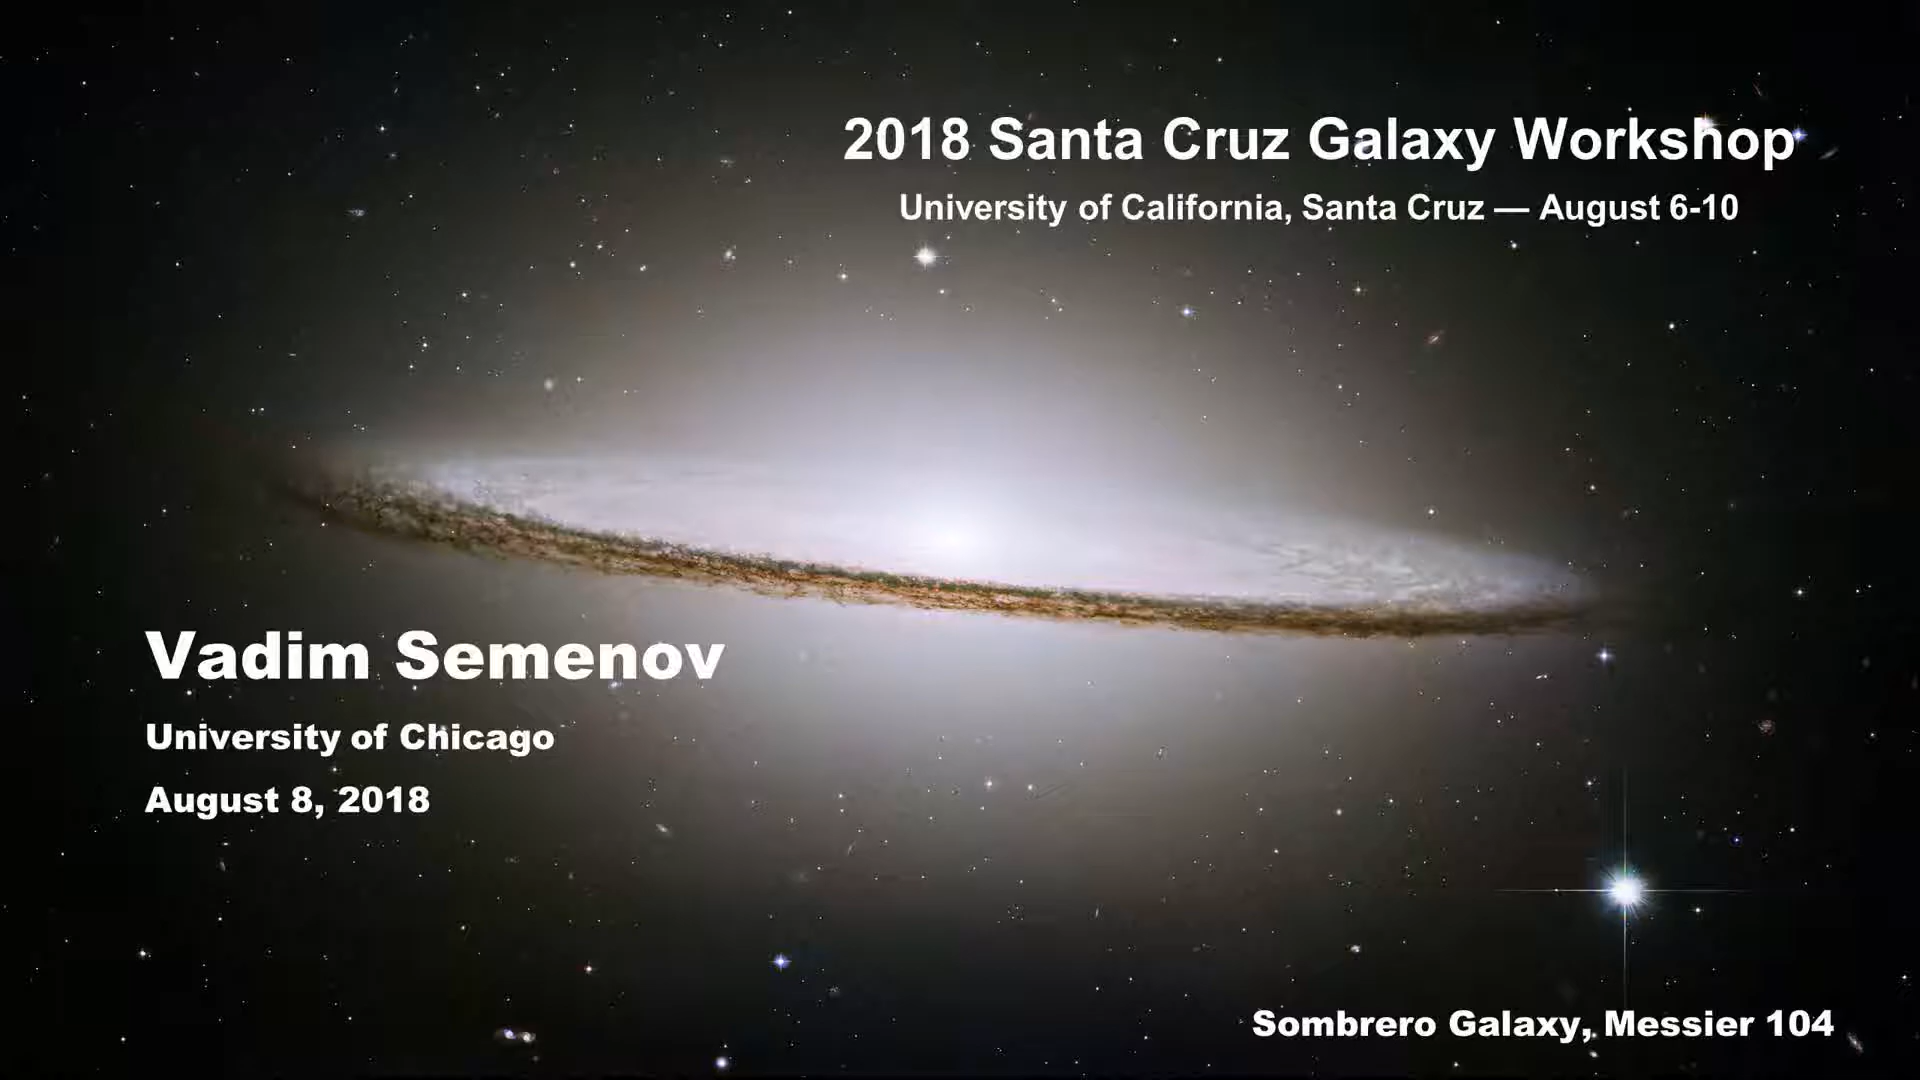 2018 Santa Cruz Galaxy Workshop
University of California, Santa Cruz — August 6-10
Vadim Semenov
University of Chicago
August 8, 2018
Sombrero Galaxy, Messier 104